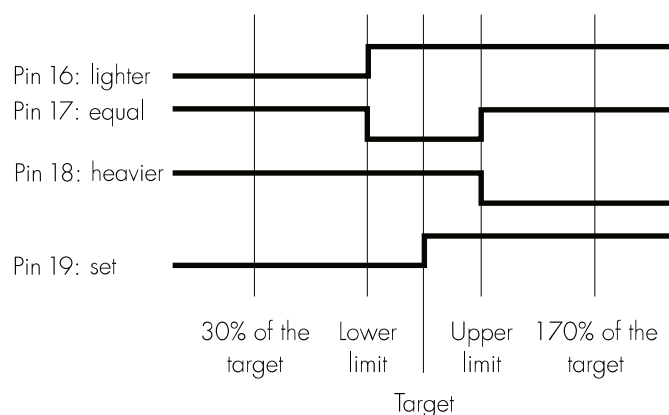 Pin 16: lighter
Pin 17: equal
Pin 18: heavier
Pin 19: set
30% of the
target
Lower
limit
Target
Upper
limit
170% of the
target